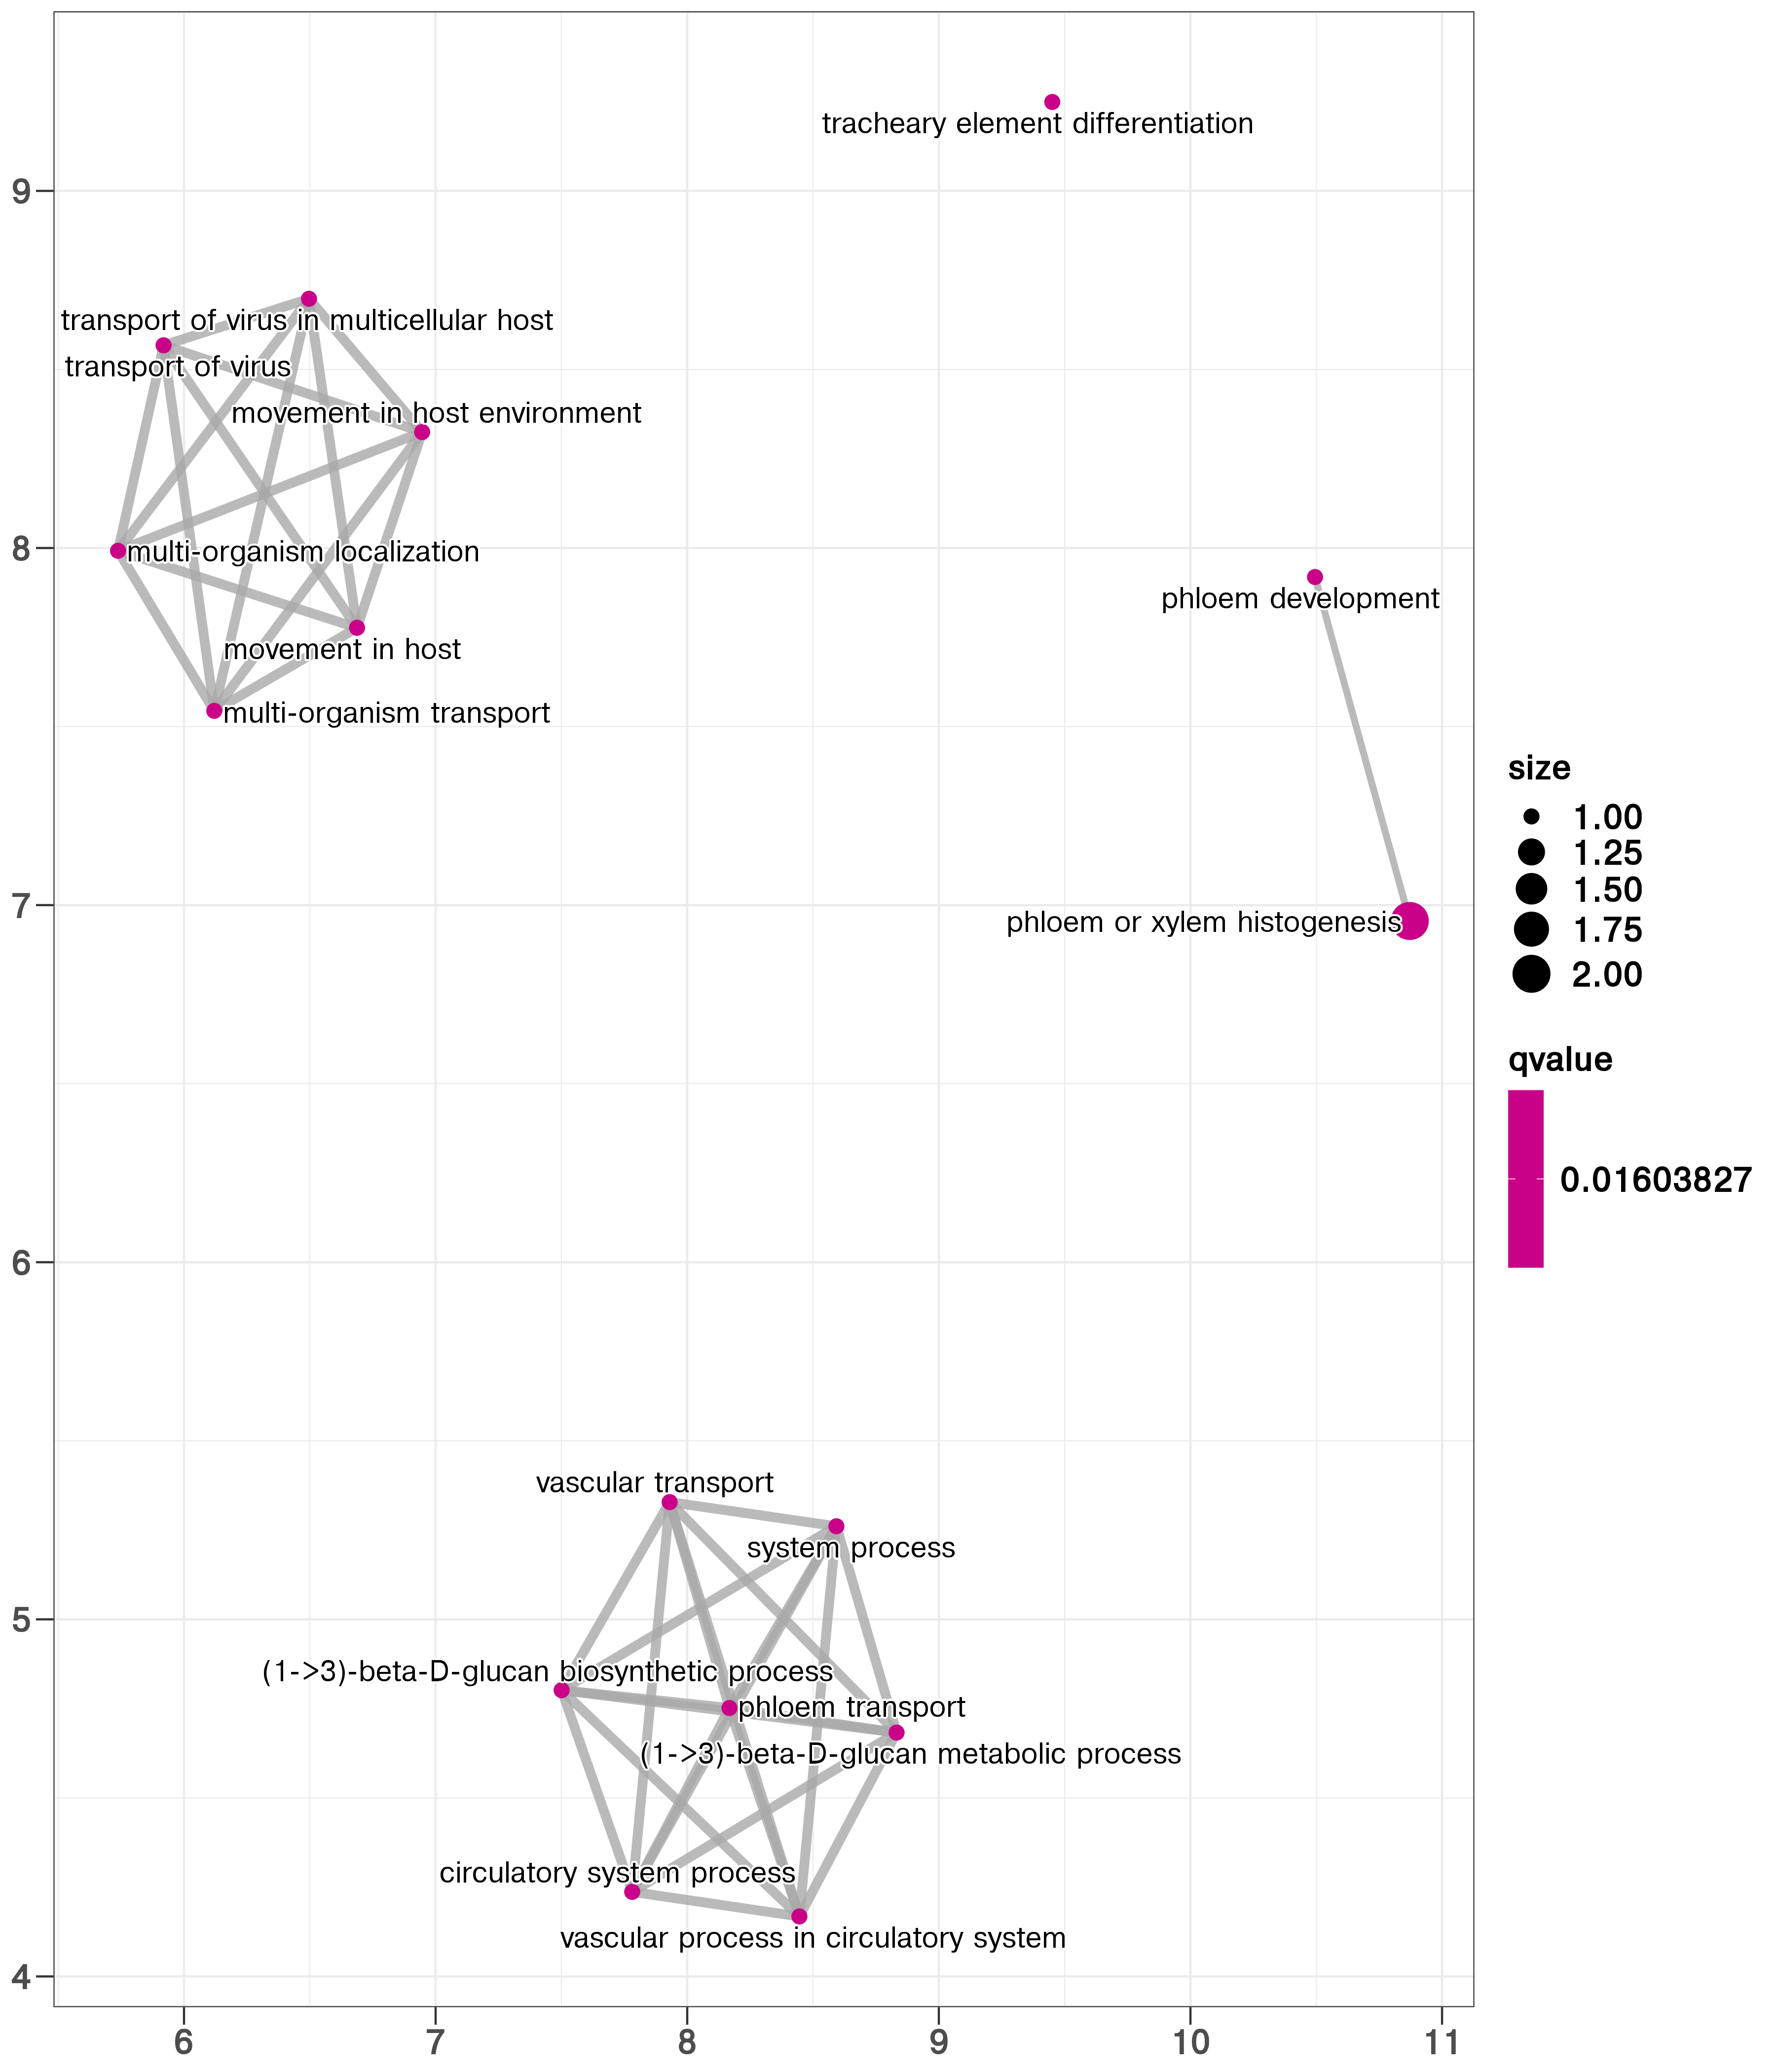 tracheary element differentiation
9
transport of virus in multicellular host
transport of virus
movement in host environment
8
multi-organism localization
phloem development
movement in host
multi-organism transport
size
1.00
1.25
1.50
1.75
2.00
7
phloem or xylem histogenesis
qvalue
0.01603827
6
vascular transport
system process
5
(1->3)-beta-D-glucan biosynthetic process
phloem transport
(1->3)-beta-D-glucan metabolic process
circulatory system process
vascular process in circulatory system
4
6 7 8 9 10 11